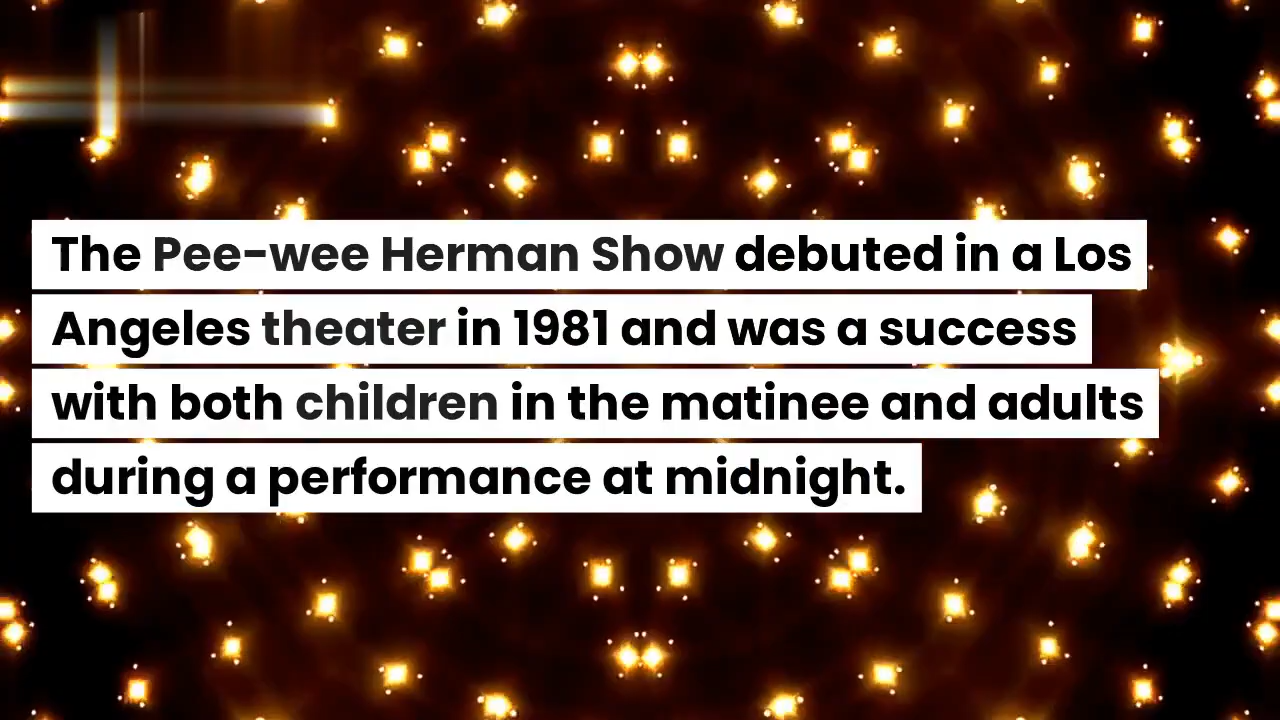 The Pee-wee Herman Show debuted in a Los
Angeles theater in 1981 and was a success
with both children in the matinee and adults
during a performance at midnight.